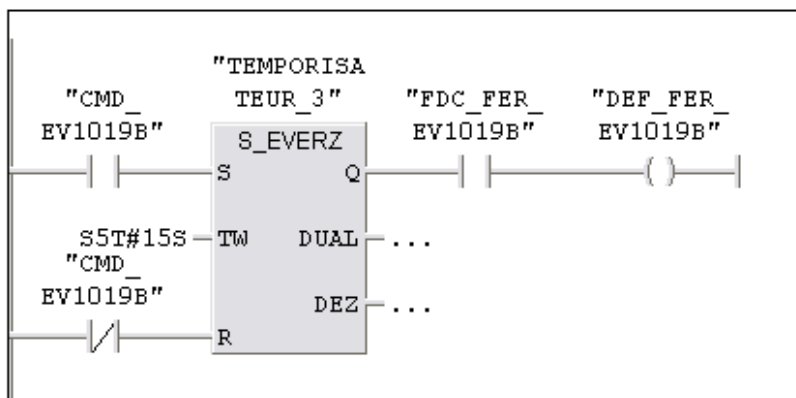 "TEMPORISA
TEUR_3"
"CMD_
EV1019B"
"FDC_FER_
EV1019B"
"DEF_FER_
EV1019B"
S_EVERZ
S
Q
S5T#15S
TW
DUAL
...
"CMD_
EV1019B"
DEZ
...
R